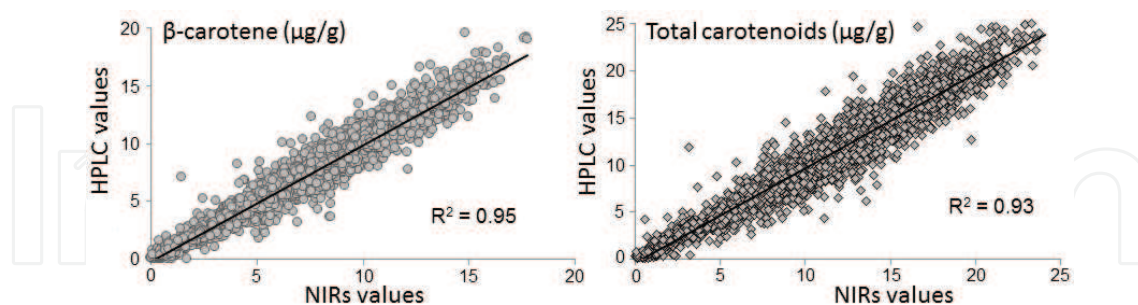 β-carotene (µg/g)
20
15
10
5
0
HPLC values
R² = 0.95
0 5 10 15 20
NIRs values
Total carotenoids (µg/g)
25
20
15
10
5
0
HPLC values
R² = 0.93
0 5 10 15 20 25
NIRs values